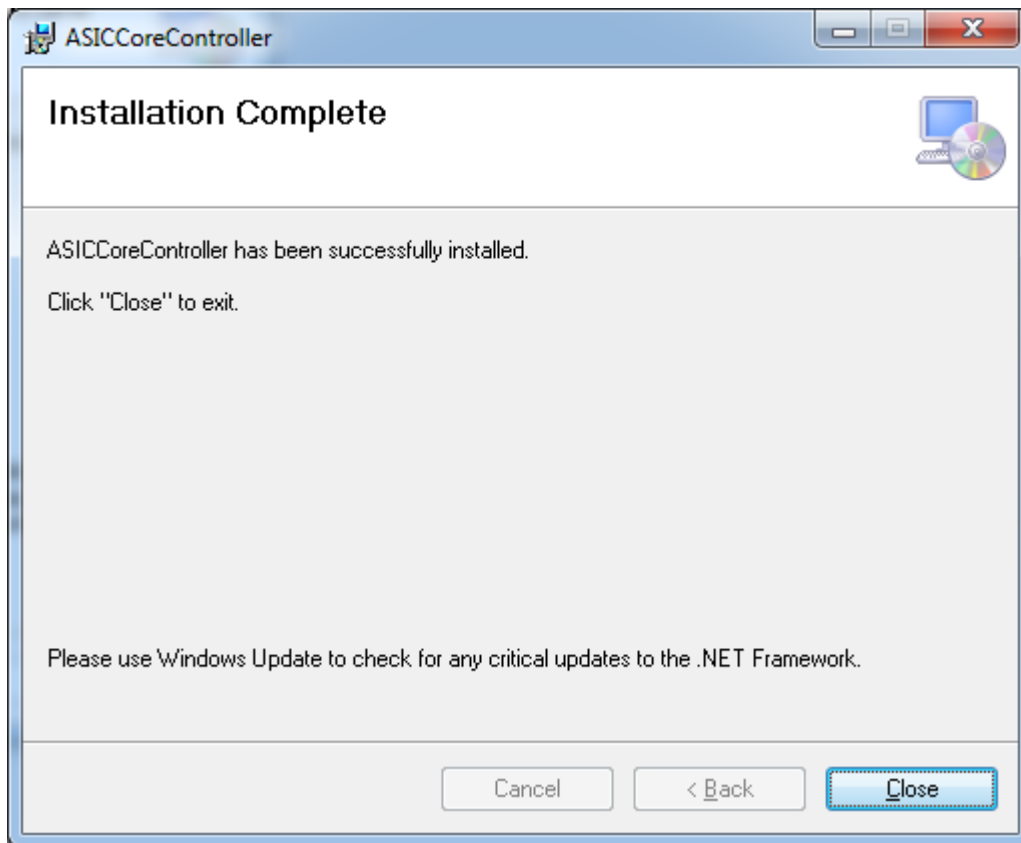 ASICCoreController
Installation Complete
ASICCoreController has been successfully installed.
Click "Close" to exit.
Please use Windows Update to check for any critical updates to the .NET Framework.
Cancel
< Back
Close